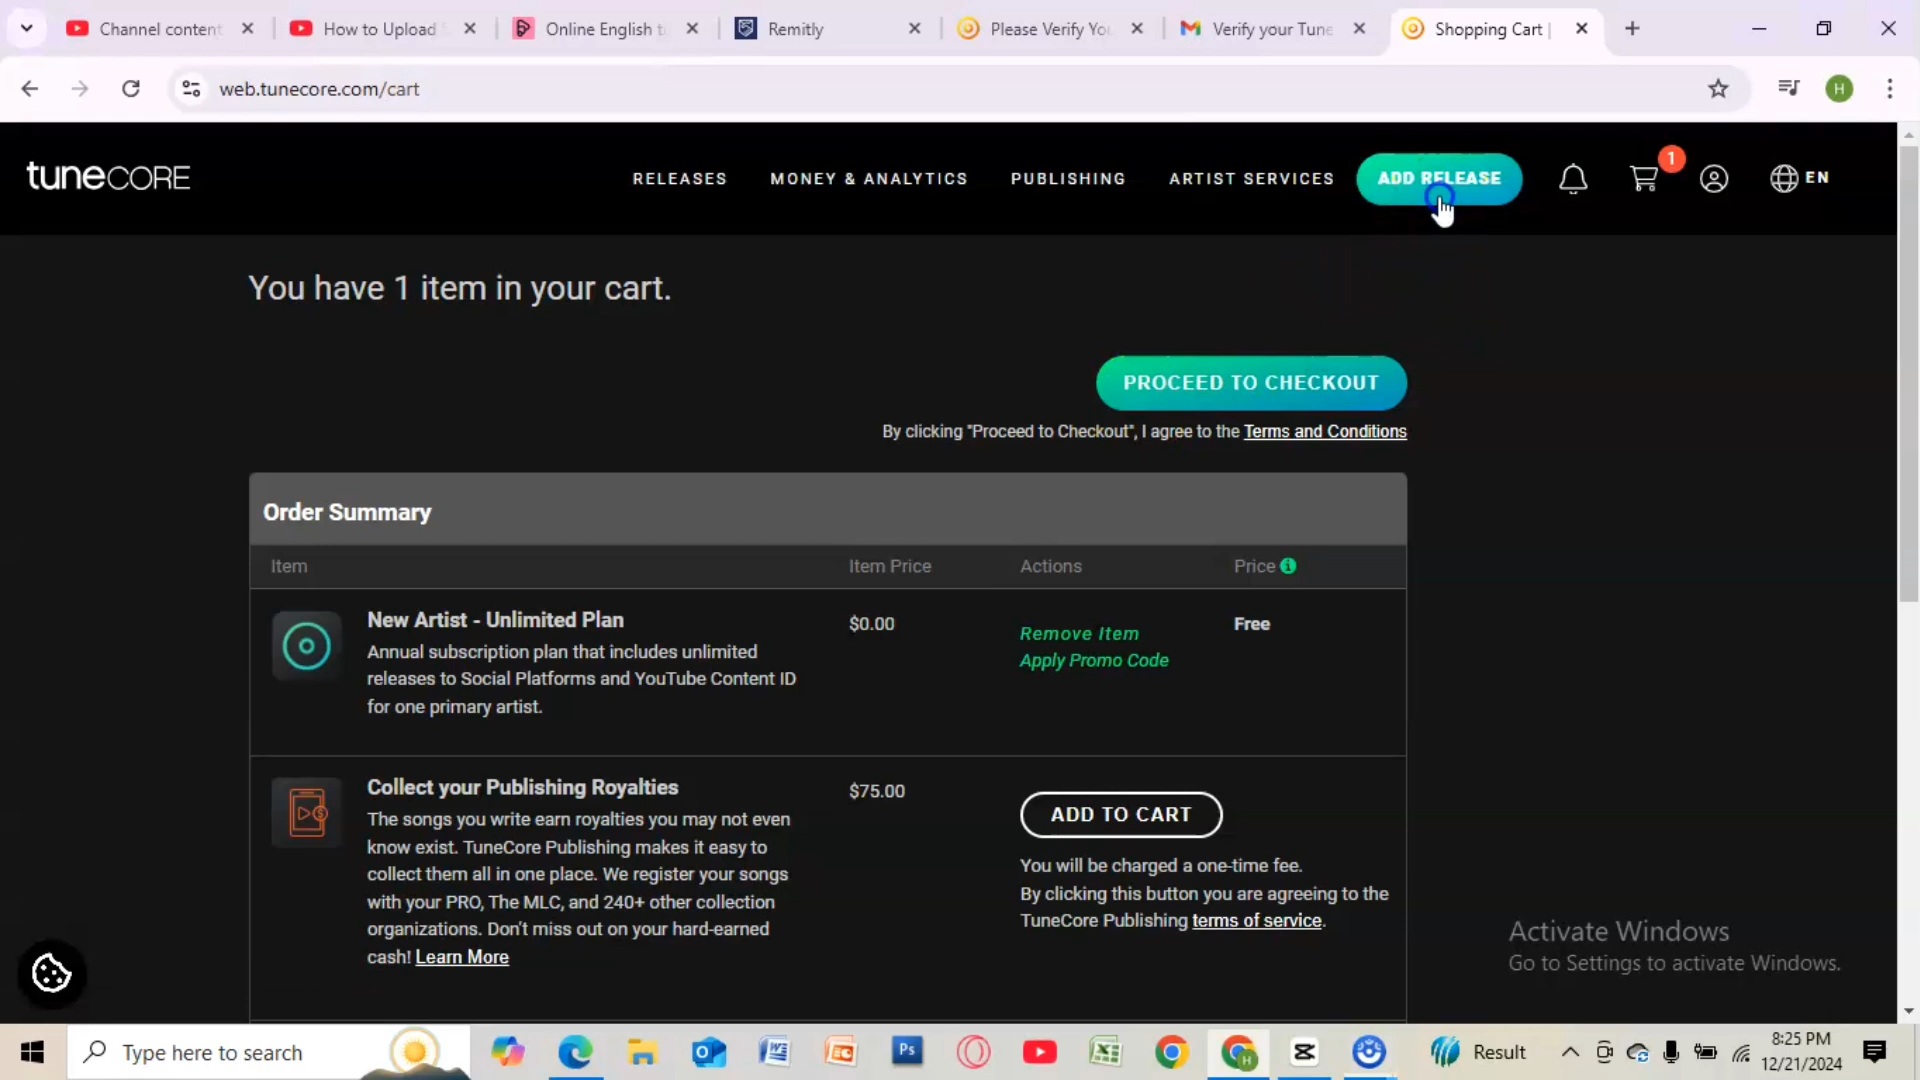 Channel content
How to Upload S
Online English t
Remitly
Please Verify You
Verify your Tune
Shopping Cart |
web.tunecore.com/cart
H
tuneCORE
RELEASES
MONEY & ANALYTICS
PUBLISHING
ARTIST SERVICES
ADD RELEASE
1
EN
You have 1 item in your cart.
PROCEED TO CHECKOUT
By clicking "Proceed to Checkout", I agree to the Terms and Conditions
Order Summary
Item
Item Price
Actions
Price
New Artist - Unlimited Plan
Annual subscription plan that includes unlimited
releases to Social Platforms and YouTube Content ID
for one primary artist.
$0.00
Remove Item
Apply Promo Code
Free
Collect your Publishing Royalties
The songs you write earn royalties you may not even
know exist. TuneCore Publishing makes it easy to
collect them all in one place. We register your songs
with your PRO, The MLC, and 240+ other collection
organizations. Don't miss out on your hard-earned
cash! Learn More
$75.00
ADD TO CART
You will be charged a one-time fee.
By clicking this button you are agreeing to the
TuneCore Publishing terms of service.
Activate Windows
Go to Settings to activate Windows.
Type here to search
Ps
Result
8:25 PM
12/21/2024